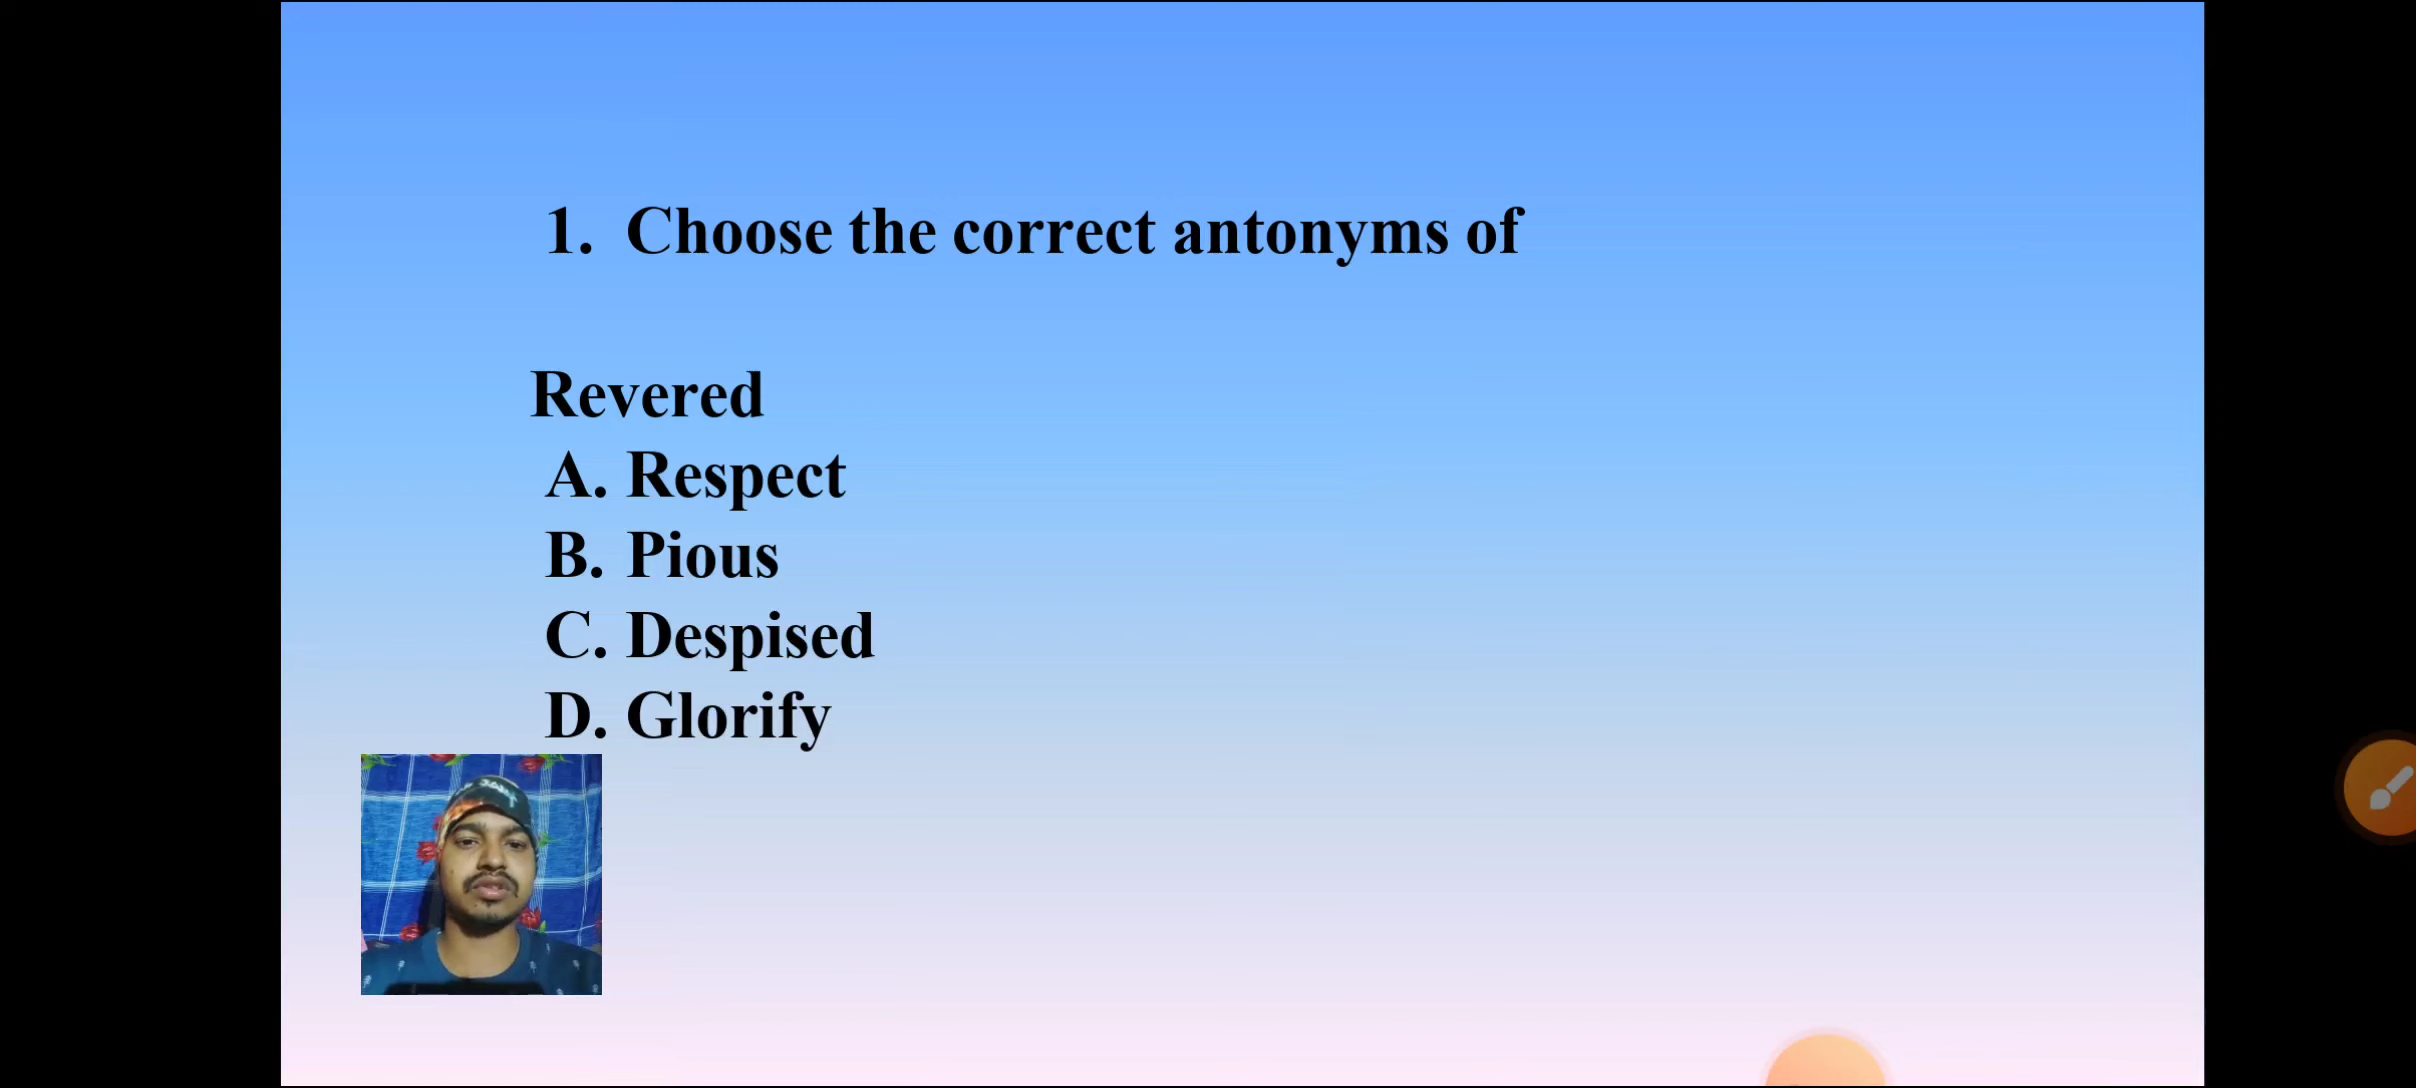 1. Choose the correct antonyms of
Revered
A. Respect
B. Pious
C. Despised
D. Glorify